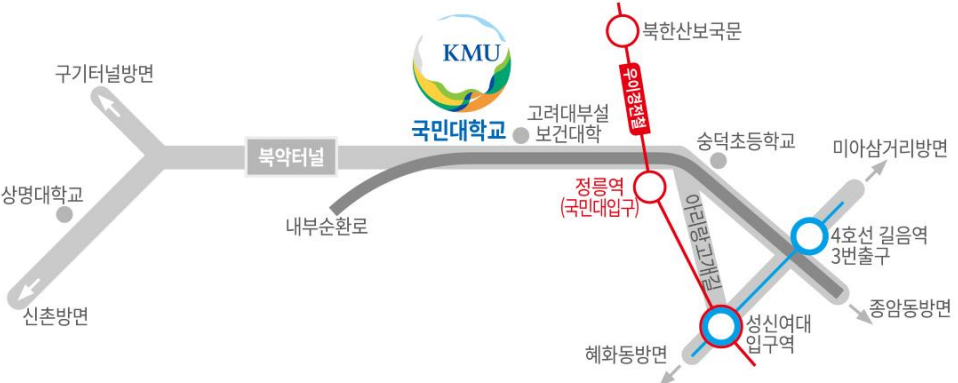 북한산보국문
KMU
구기터널방면
우이경전철
국민대학교
고려대부설
보건대학
숭덕초등학교
미아삼거리방면
북악터널
상명대학교
정릉역
(국민대입구)
아리랑고개길
내부순환로
4호선 길음역
3번출구
신촌방면
종암동방면
성신여대
입구역
혜화동방면